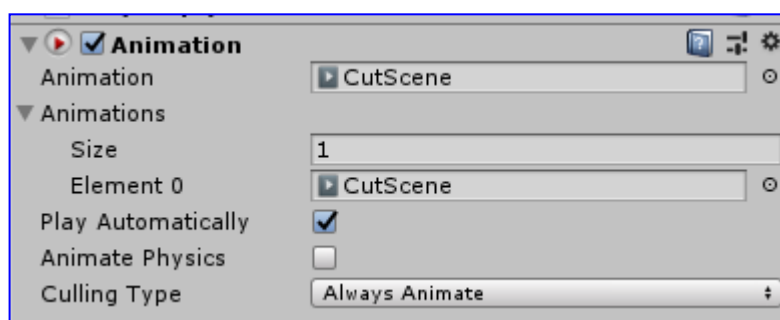 Animation
Animation CutScene
Animations
Size 1
Element 0 CutScene
Play Automatically
Animate Physics
Culling Type Always Animate